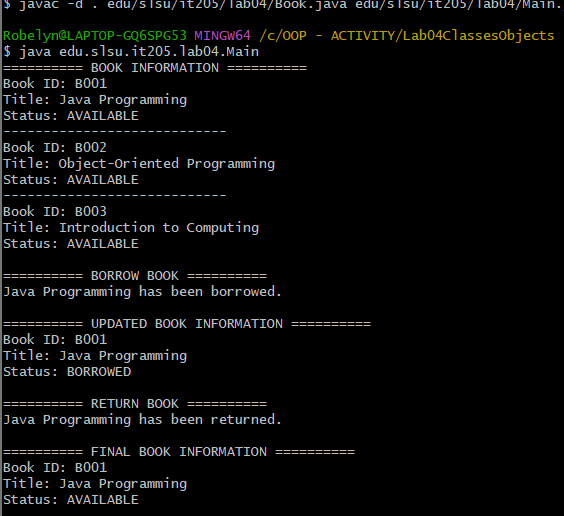 $ javac -d . edu/slsu/it205/lab04/Book.java edu/slsu/it205/lab04/Main.
Robelyn@LAPTOP-GQ6SPG53 MINGW64 /c/OOP - ACTIVITY/Lab04ClassesObjects
$ java edu.slsu.it205.lab04.Main
========== BOOK INFORMATION ==========
Book ID: B001
Title: Java Programming
Status: AVAILABLE
----------------------------
Book ID: B002
Title: Object-Oriented Programming
Status: AVAILABLE
----------------------------
Book ID: B003
Title: Introduction to Computing
Status: AVAILABLE
========== BORROW BOOK ==========
Java Programming has been borrowed.
========== UPDATED BOOK INFORMATION ==========
Book ID: B001
Title: Java Programming
Status: BORROWED
========== RETURN BOOK ==========
Java Programming has been returned.
========== FINAL BOOK INFORMATION ==========
Book ID: B001
Title: Java Programming
Status: AVAILABLE